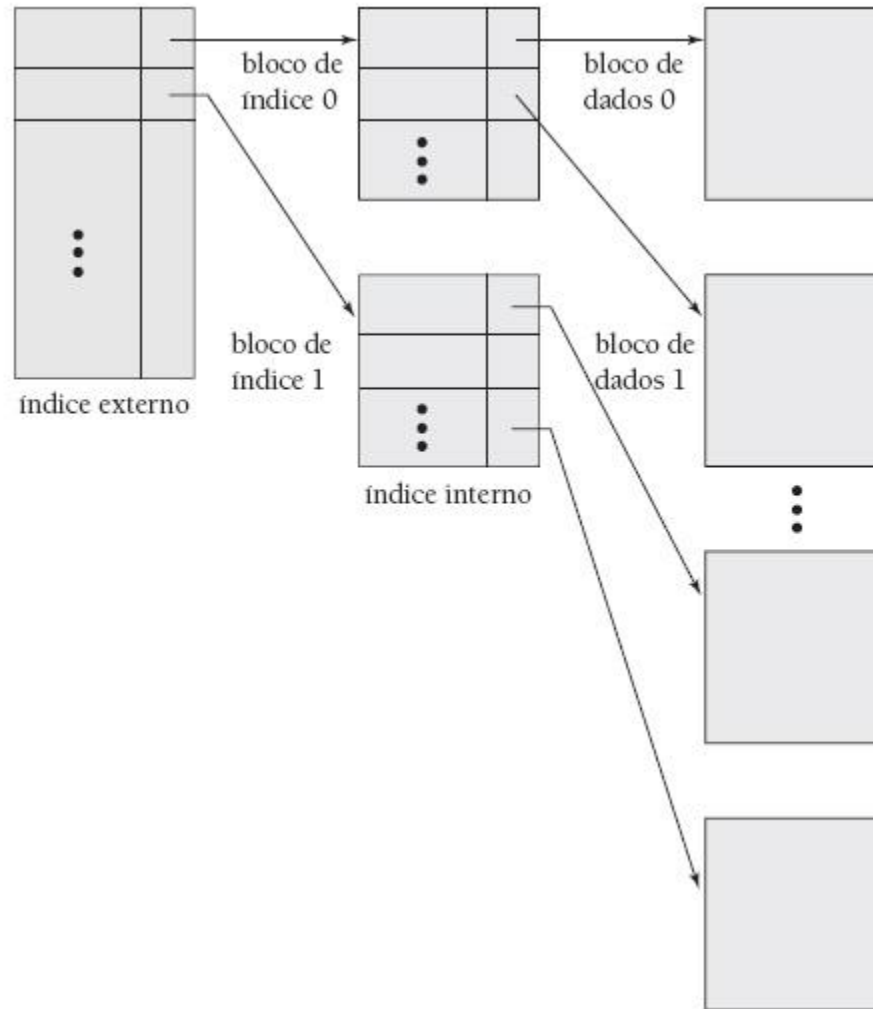 bloco de
índice 0
bloco de
dados 0
bloco de
índice 1
bloco de
dados 1
índice externo
índice interno